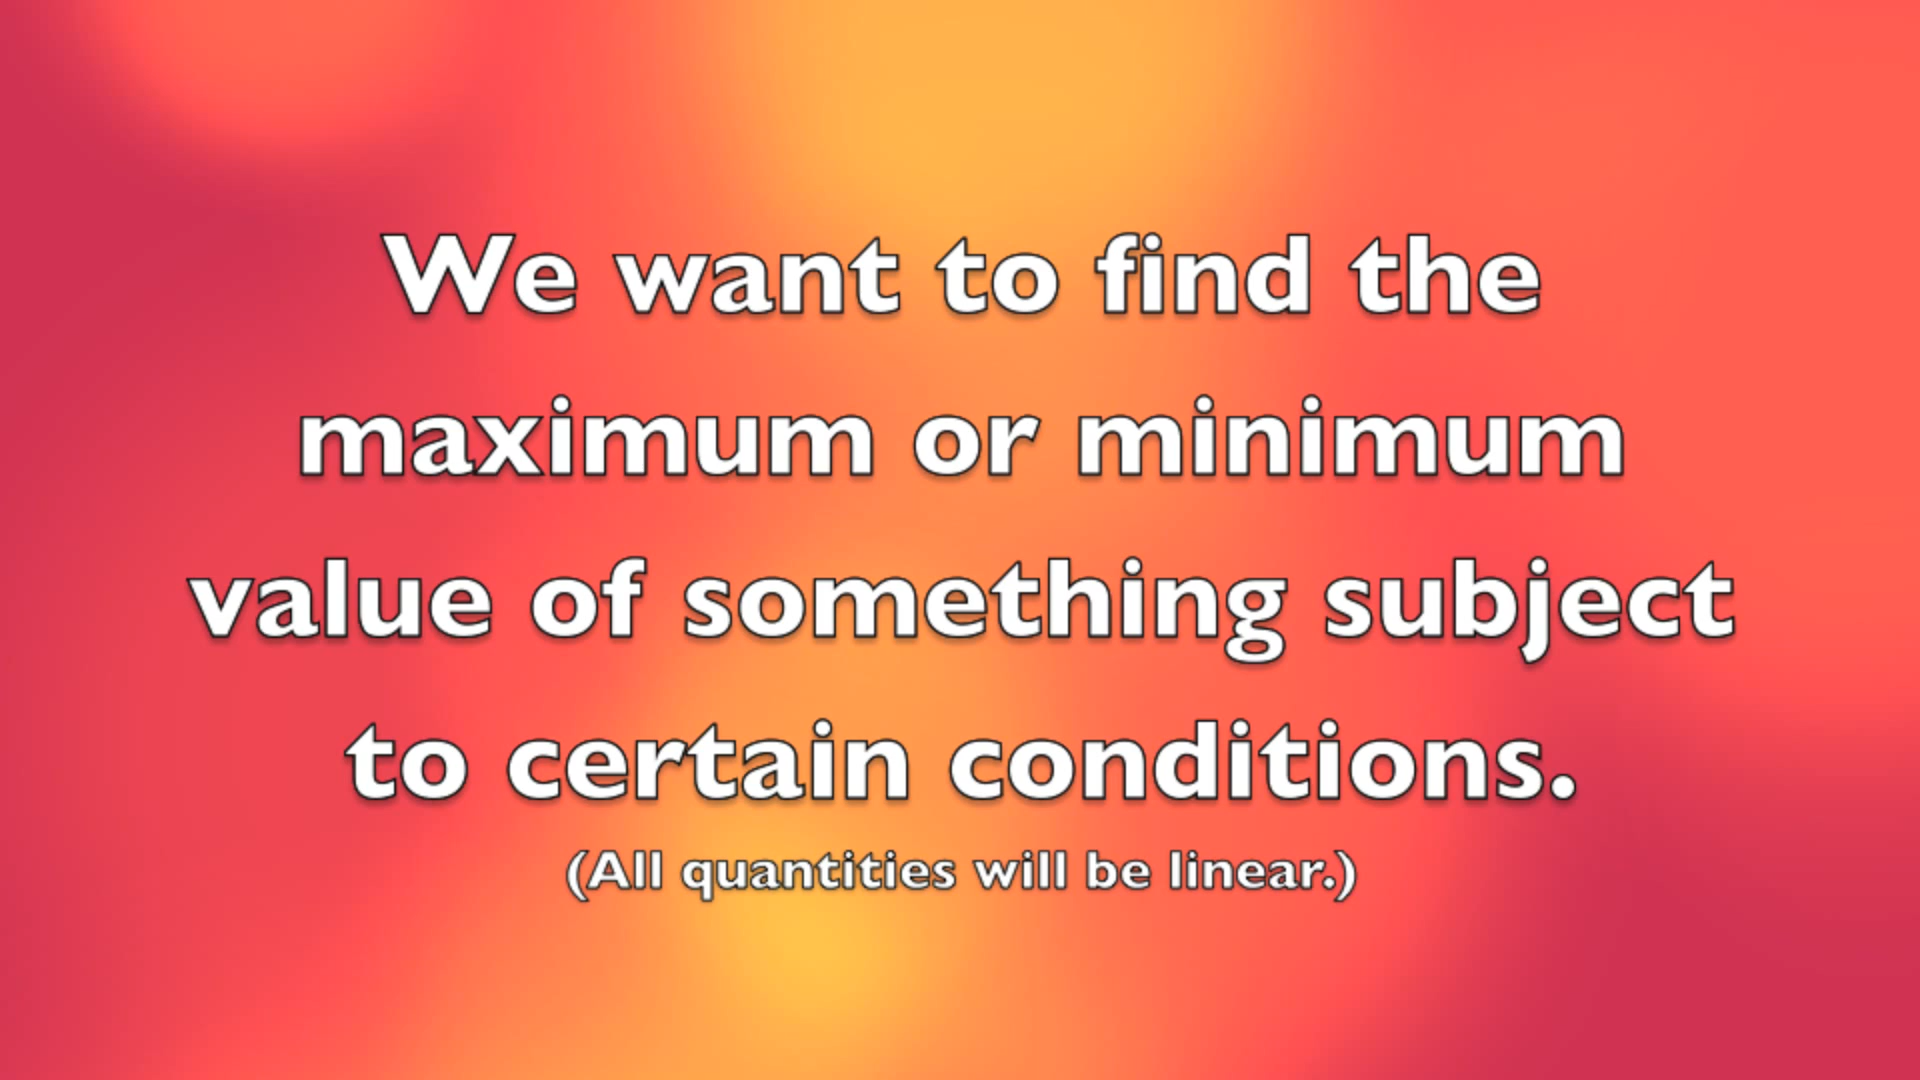 We want to find the
maximum or minimum
value of something subject
to certain conditions.
(All quantities will be linear.)